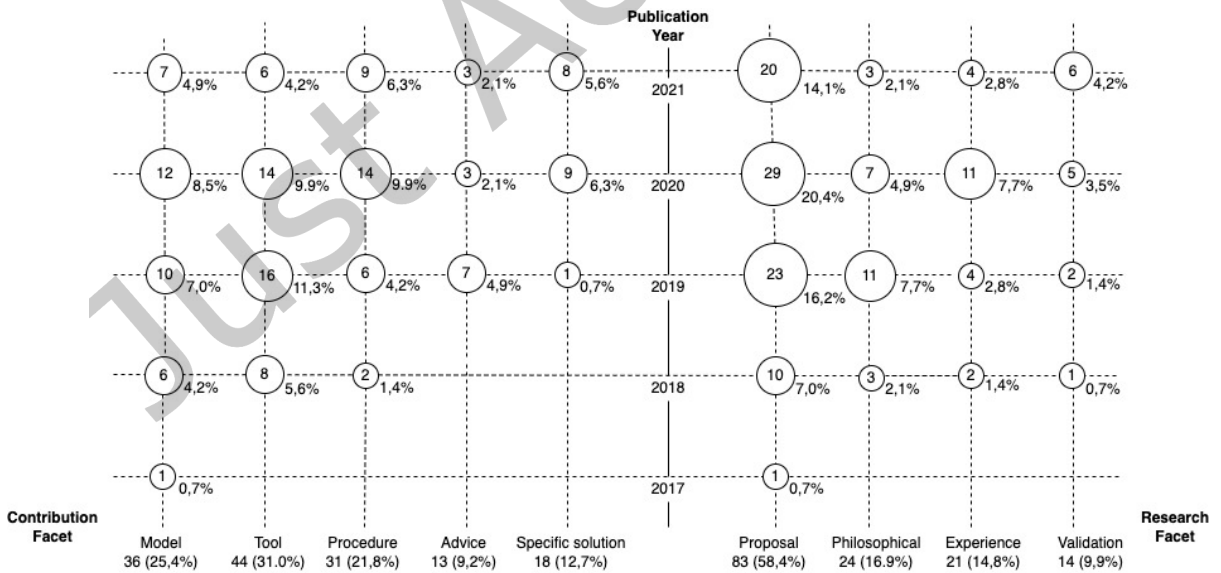 Just Ac
Publication
Year
7 4,9% 6 4,2% 9 6,3% 3 2,1% 8 5,6% 2021 20 14,1% 3 2,1% 4 2,8% 6 4,2%
12 8,5% 14 9.9% 14 9.9% 3 2,1% 9 6,3% 2020 29 20,4% 7 4,9% 11 7,7% 5 3,5%
10 7,0% 16 11,3% 6 4,2% 7 4,9% 1 0,7% 2019 23 16,2% 11 7,7% 4 2,8% 2 1,4%
6 4,2% 8 5,6% 2 1,4% 2018 10 7,0% 3 2,1% 2 1,4% 1 0,7%
1 0,7% 2017 1 0,7%
Contribution
Facet
Model Tool Procedure Advice Specific solution Proposal Philosophical Experience Validation
36 (25,4%) 44 (31.0%) 31 (21,8%) 13 (9,2%) 18 (12,7%) 83 (58,4%) 24 (16.9%) 21 (14,8%) 14 (9,9%)
Research
Facet